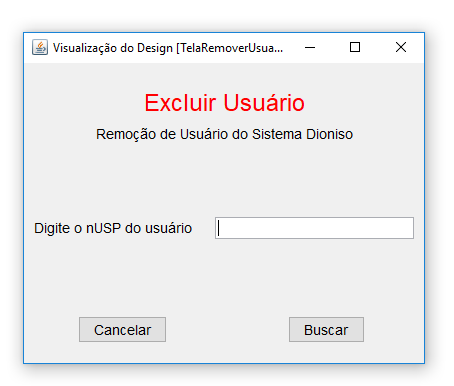 Visualização do Design [TelaRemoverUsua...
Excluir Usuário
Remoção de Usuário do Sistema Dioniso
Digite o nUSP do usuário
Cancelar
Buscar